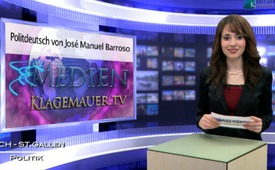 Politdeutsch von José Manuel Barroso
MEDIEN
KLAGEMAUER-TV
CH - ST.GALLEN
POLITIK